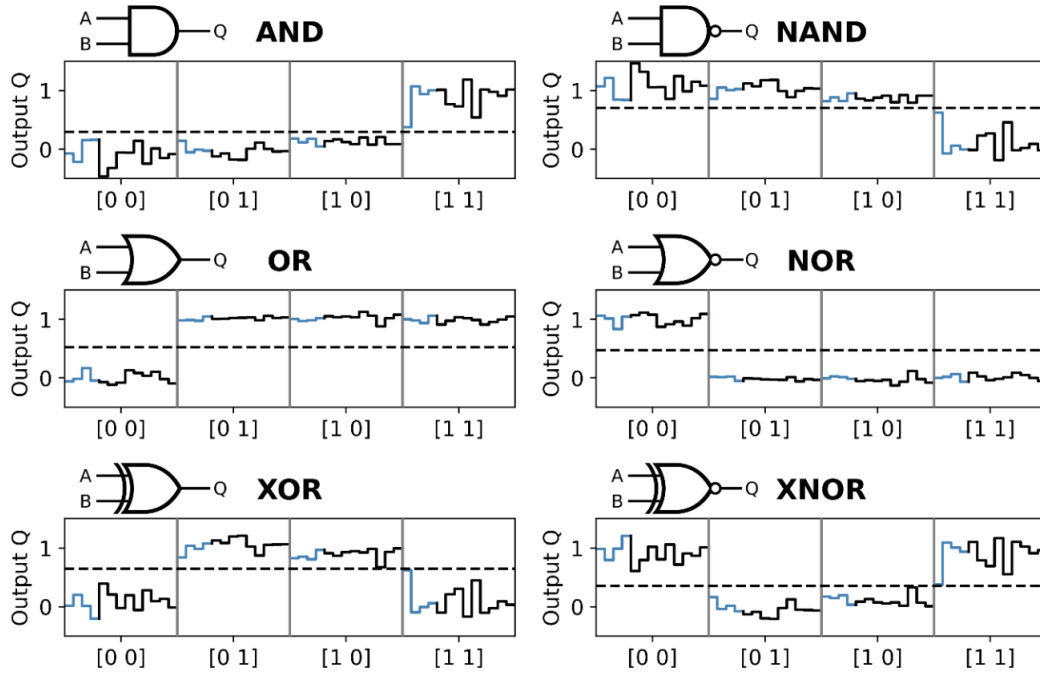 A
B
Q
AND
Output Q
1
0
[0 0]
[0 1]
[1 0]
[1 1]
A
B
Q
NAND
Output Q
1
0
[0 0]
[0 1]
[1 0]
[1 1]
A
B
Q
OR
Output Q
1
0
[0 0]
[0 1]
[1 0]
[1 1]
A
B
Q
NOR
Output Q
1
0
[0 0]
[0 1]
[1 0]
[1 1]
A
B
Q
XOR
Output Q
1
0
[0 0]
[0 1]
[1 0]
[1 1]
A
B
Q
XNOR
Output Q
1
0
[0 0]
[0 1]
[1 0]
[1 1]